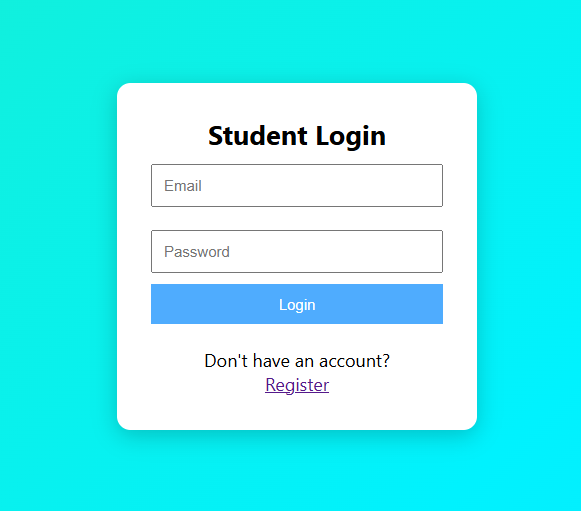 Student Login
Email
Password
Login
Don't have an account?
Register